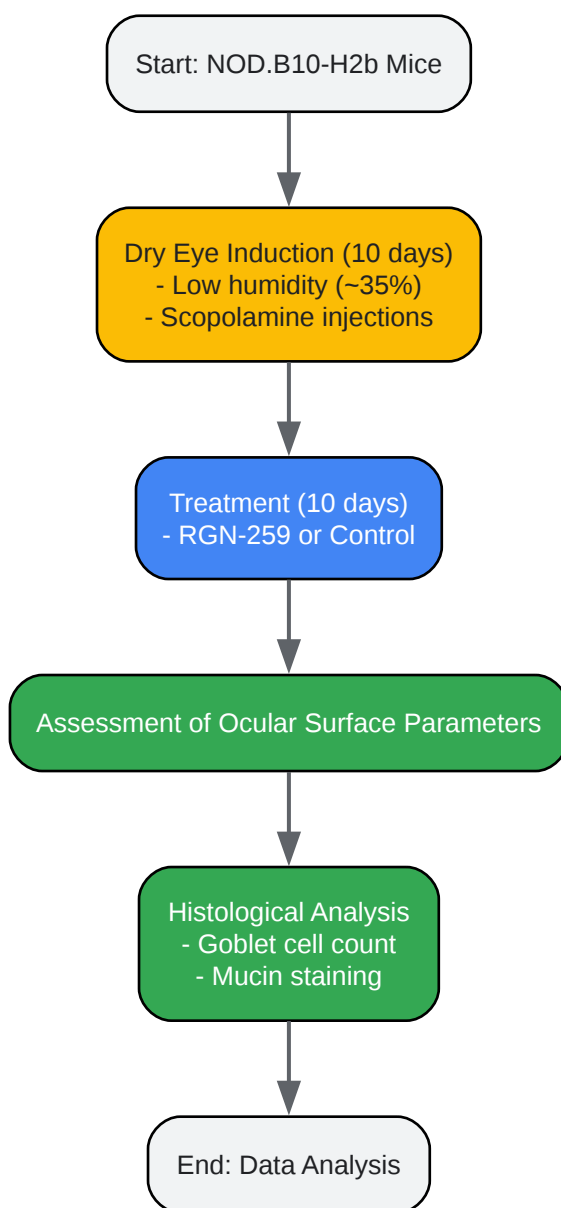 Start: NOD.B10-H2b Mice
Dry Eye Induction (10 days)
- Low humidity (~35%)
- Scopolamine injections
Treatment (10 days)
- RGN-259 or Control
Assessment of Ocular Surface Parameters
Histological Analysis
- Goblet cell count
- Mucin staining
End: Data Analysis